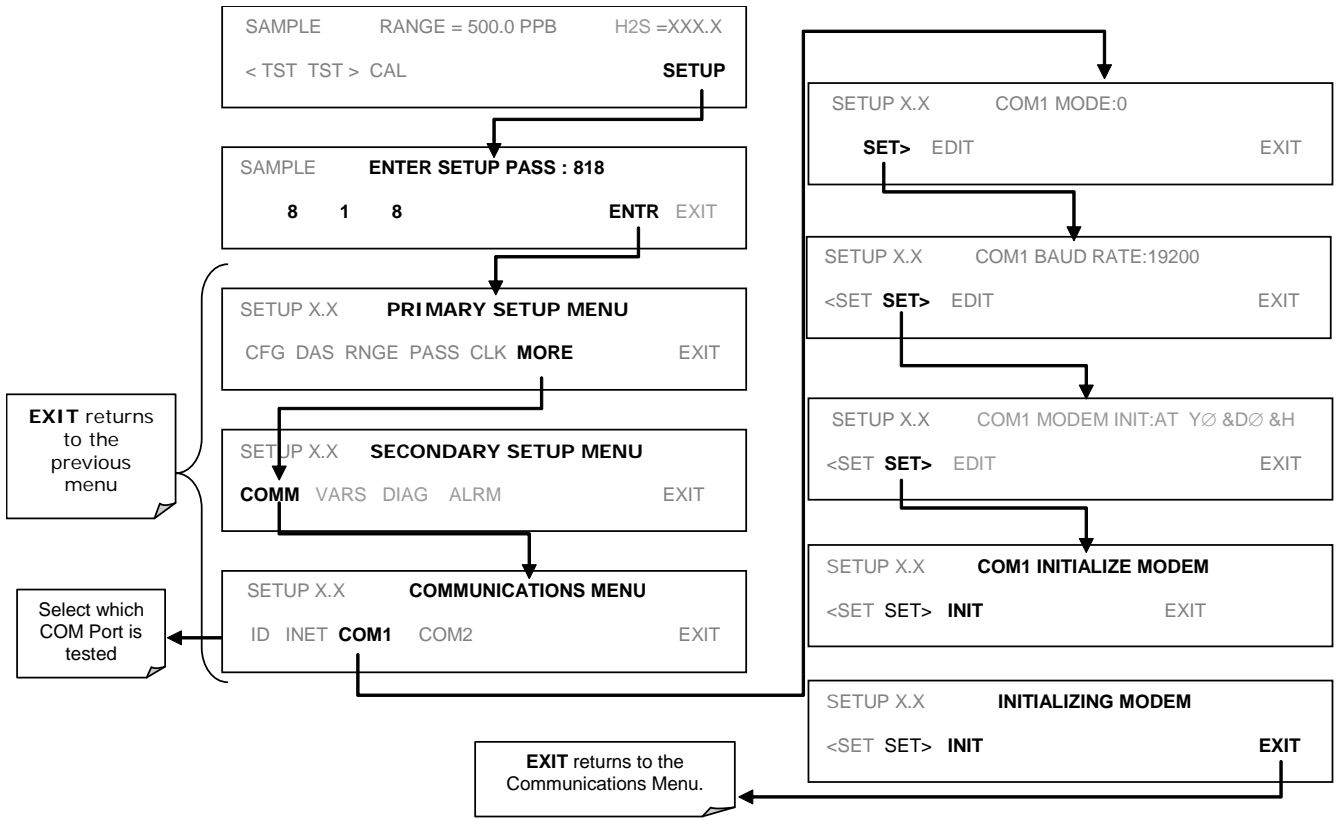 SAMPLE RANGE = 500.0 PPB H2S =XXX.X
< TST TST > CAL SETUP
SAMPLE ENTER SETUP PASS : 818
8 1 8 ENTR EXIT
SETUP X.X PRIMARY SETUP MENU
CFG DAS RNGE PASS CLK MORE EXIT
EXIT returns
to the
previous
menu
SETUP X.X SECONDARY SETUP MENU
COMM VARS DIAG ALRM EXIT
SETUP X.X COMMUNICATIONS MENU
ID INET COM1 COM2 EXIT
Select which
COM Port is
tested
SETUP X.X COM1 MODE:0
SET> EDIT EXIT
SETUP X.X COM1 BAUD RATE:19200
<SET SET> EDIT EXIT
SETUP X.X COM1 MODEM INIT:AT Y∅ &D∅ &H
<SET SET> EDIT EXIT
SETUP X.X COM1 INITIALIZE MODEM
<SET SET> INIT EXIT
SETUP X.X INITIALIZING MODEM
<SET SET> INIT EXIT
EXIT returns to the
Communications Menu.